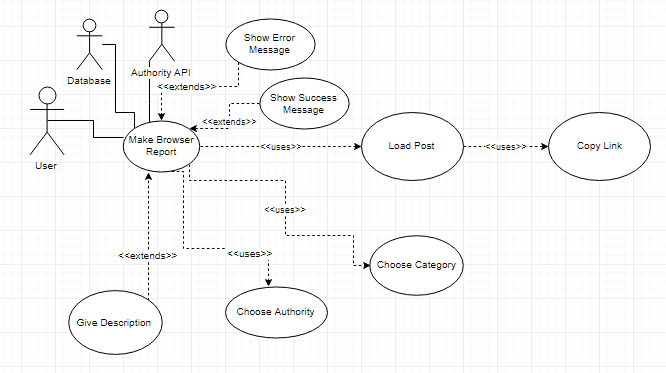 Show Error
Message
Authority API
Database
<<extends>>
Show Success
Message
<<extends>>
User
Make Browser
Report
<<uses>>
Load Post
<<uses>>
Copy Link
<<uses>>
<<extends>>
<<uses>>
Choose Category
Give Description
Choose Authority